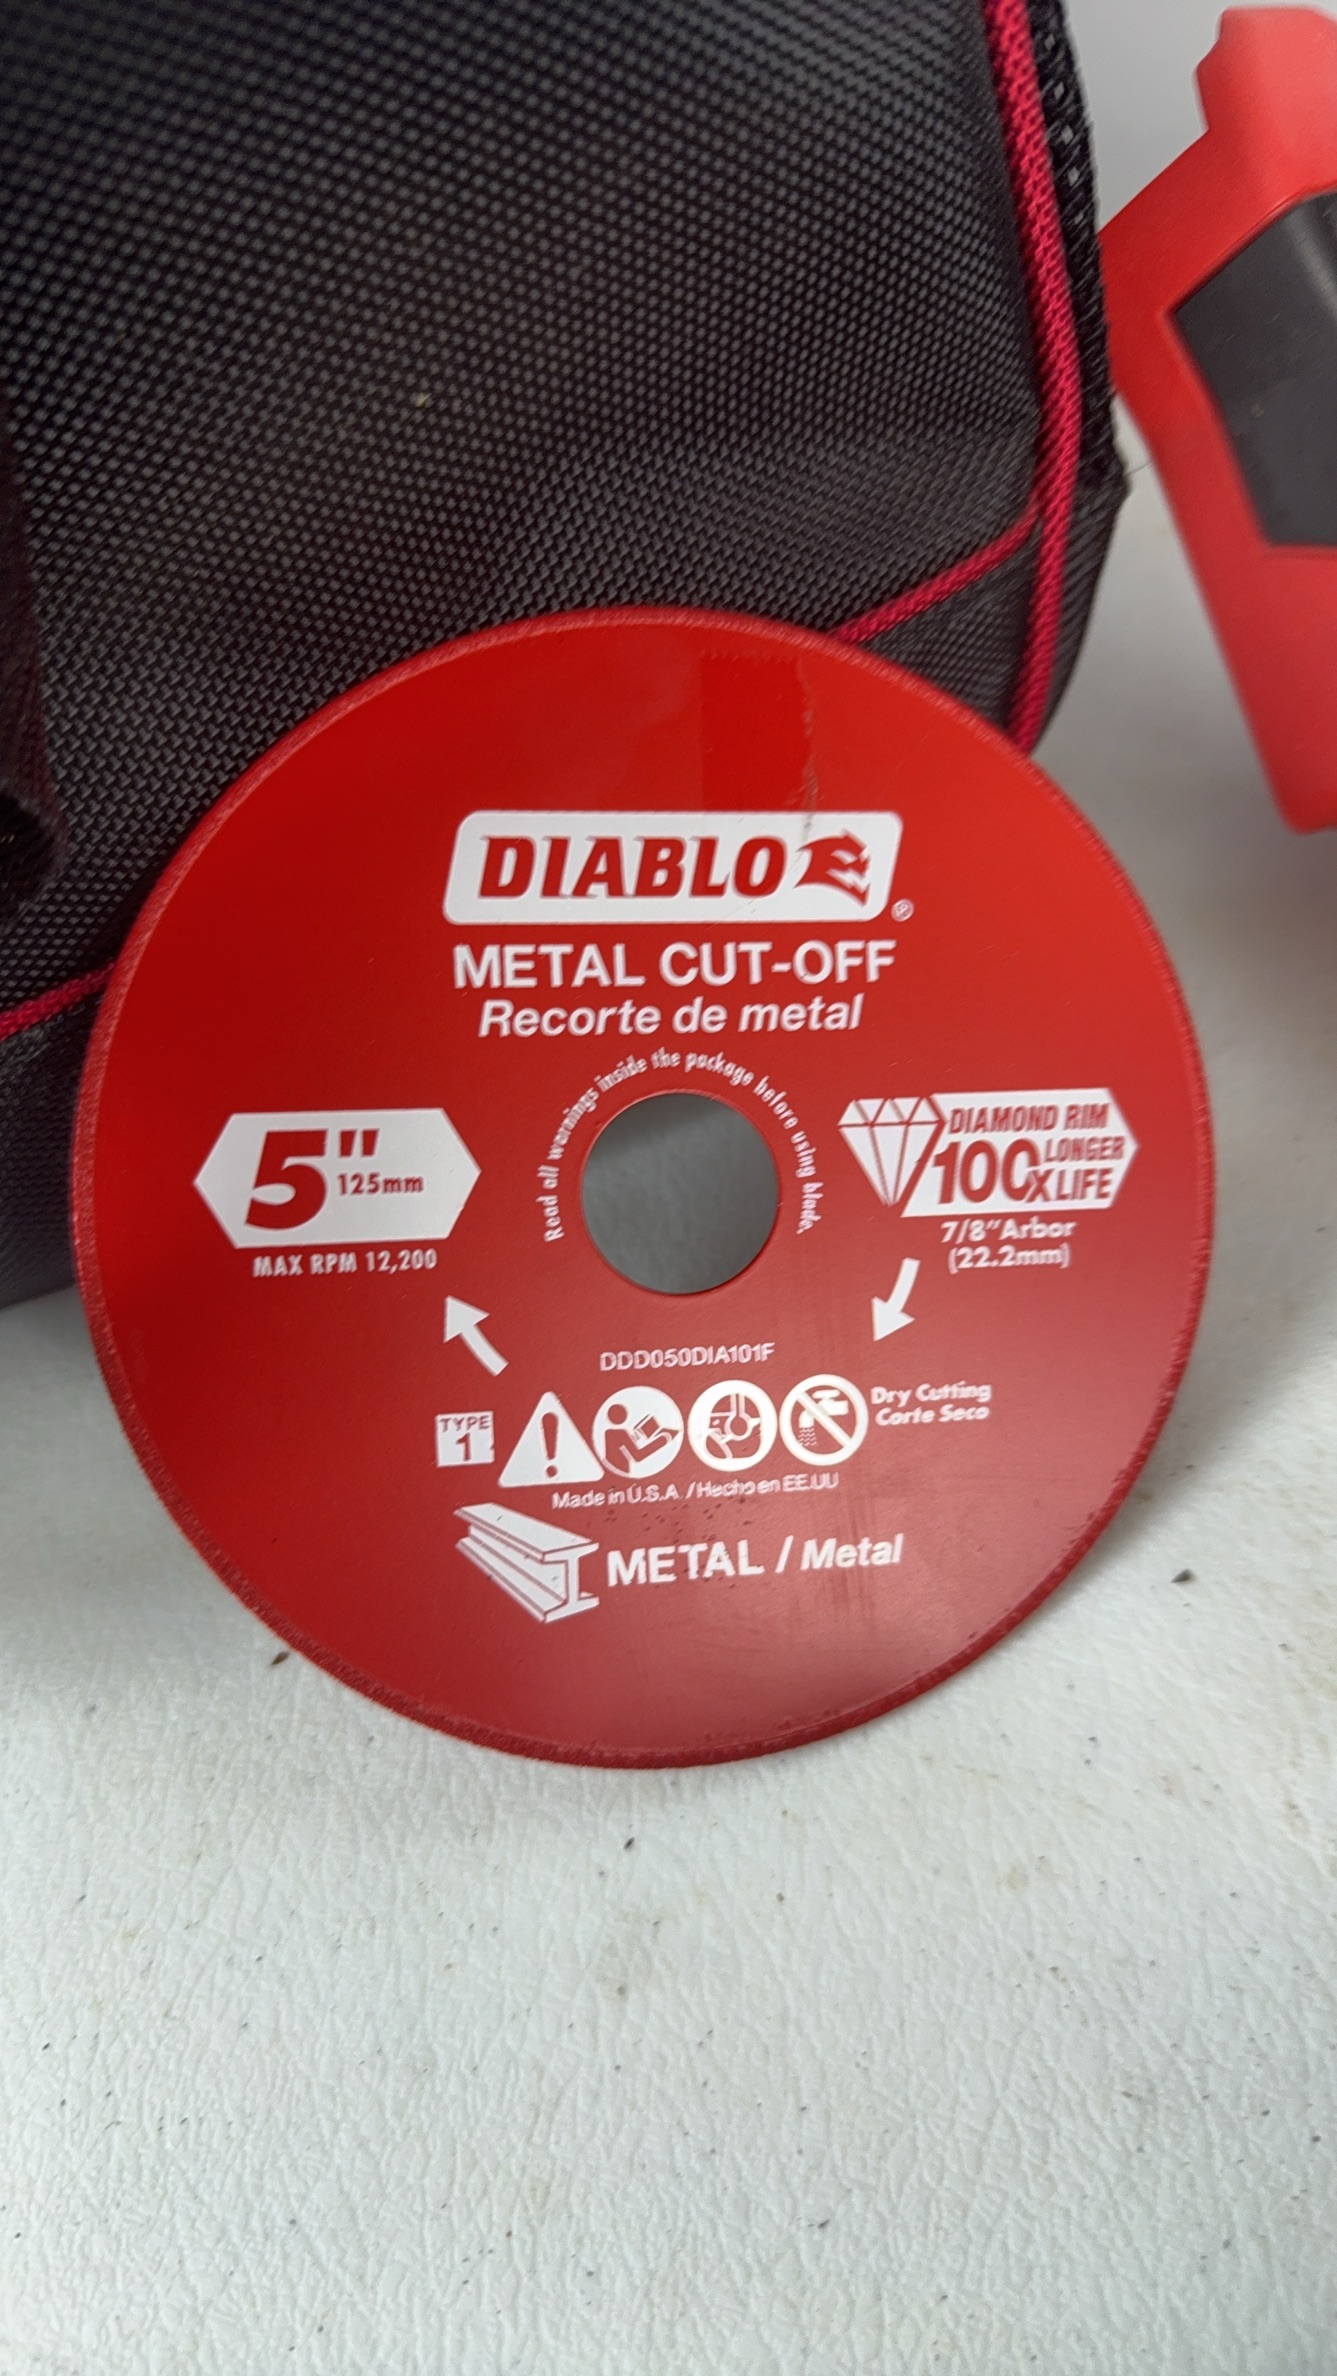 DIABLO
®
METAL CUT-OFF
Recorte de metal
Read all warnings inside the package before using blade.
5"
125mm
MAX RPM 12,200
DIAMOND RIM
100X LONGER LIFE
7/8" Arbor
(22.2mm)
DDD050DIA101F
TYPE
1
Dry Cutting
Corte Seco
Made in U.S.A. / Hecho en EE.UU
METAL / Metal